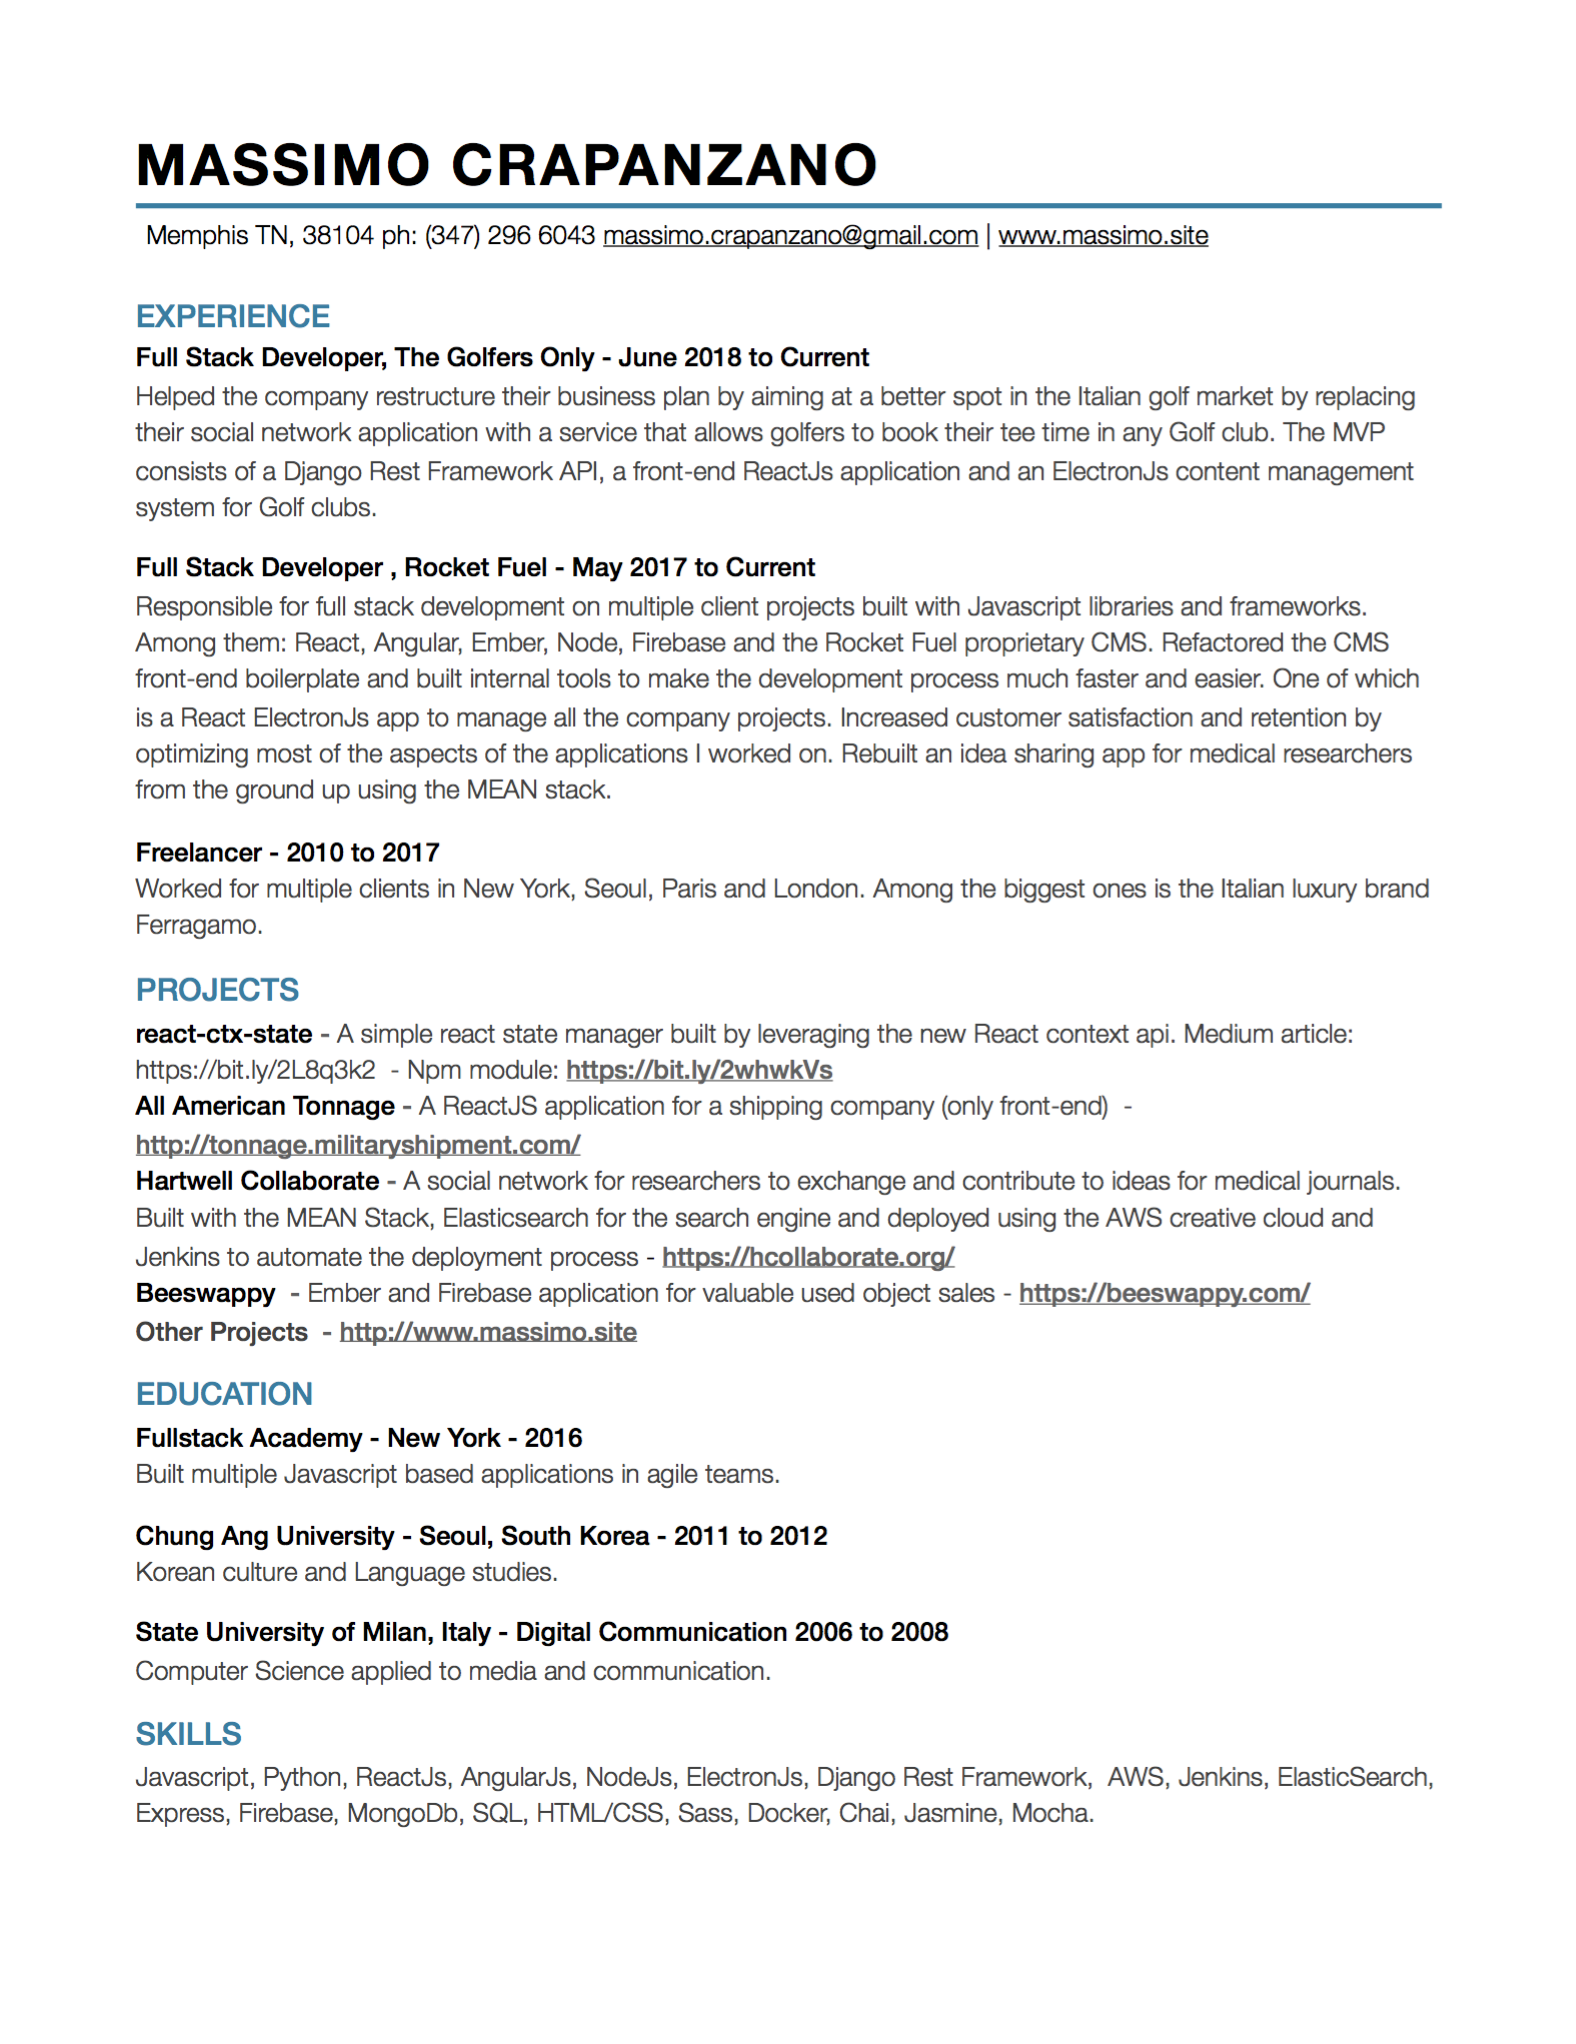 MASSIMO CRAPANZANO
Memphis TN, 38104 ph: (347) 296 6043 massimo.crapanzano@gmail.com | www.massimo.site
EXPERIENCE
Full Stack Developer, The Golfers Only - June 2018 to Current
Helped the company restructure their business plan by aiming at a better spot in the Italian golf market by replacing
their social network application with a service that allows golfers to book their tee time in any Golf club. The MVP
consists of a Django Rest Framework API, a front-end ReactJs application and an ElectronJs content management
system for Golf clubs.
Full Stack Developer , Rocket Fuel - May 2017 to Current
Responsible for full stack development on multiple client projects built with Javascript libraries and frameworks.
Among them: React, Angular, Ember, Node, Firebase and the Rocket Fuel proprietary CMS. Refactored the CMS
front-end boilerplate and built internal tools to make the development process much faster and easier. One of which
is a React ElectronJs app to manage all the company projects. Increased customer satisfaction and retention by
optimizing most of the aspects of the applications I worked on. Rebuilt an idea sharing app for medical researchers
from the ground up using the MEAN stack.
Freelancer - 2010 to 2017
Worked for multiple clients in New York, Seoul, Paris and London. Among the biggest ones is the Italian luxury brand
Ferragamo.
PROJECTS
react-ctx-state - A simple react state manager built by leveraging the new React context api. Medium article:
https://bit.ly/2L8q3k2 - Npm module: https://bit.ly/2whwkVs
All American Tonnage - A ReactJS application for a shipping company (only front-end) -
http://tonnage.militaryshipment.com/
Hartwell Collaborate - A social network for researchers to exchange and contribute to ideas for medical journals.
Built with the MEAN Stack, Elasticsearch for the search engine and deployed using the AWS creative cloud and
Jenkins to automate the deployment process - https://hcollaborate.org/
Beeswappy - Ember and Firebase application for valuable used object sales - https://beeswappy.com/
Other Projects - http://www.massimo.site
EDUCATION
Fullstack Academy - New York - 2016
Built multiple Javascript based applications in agile teams.
Chung Ang University - Seoul, South Korea - 2011 to 2012
Korean culture and Language studies.
State University of Milan, Italy - Digital Communication 2006 to 2008
Computer Science applied to media and communication.
SKILLS
Javascript, Python, ReactJs, AngularJs, NodeJs, ElectronJs, Django Rest Framework, AWS, Jenkins, ElasticSearch,
Express, Firebase, MongoDb, SQL, HTML/CSS, Sass, Docker, Chai, Jasmine, Mocha.